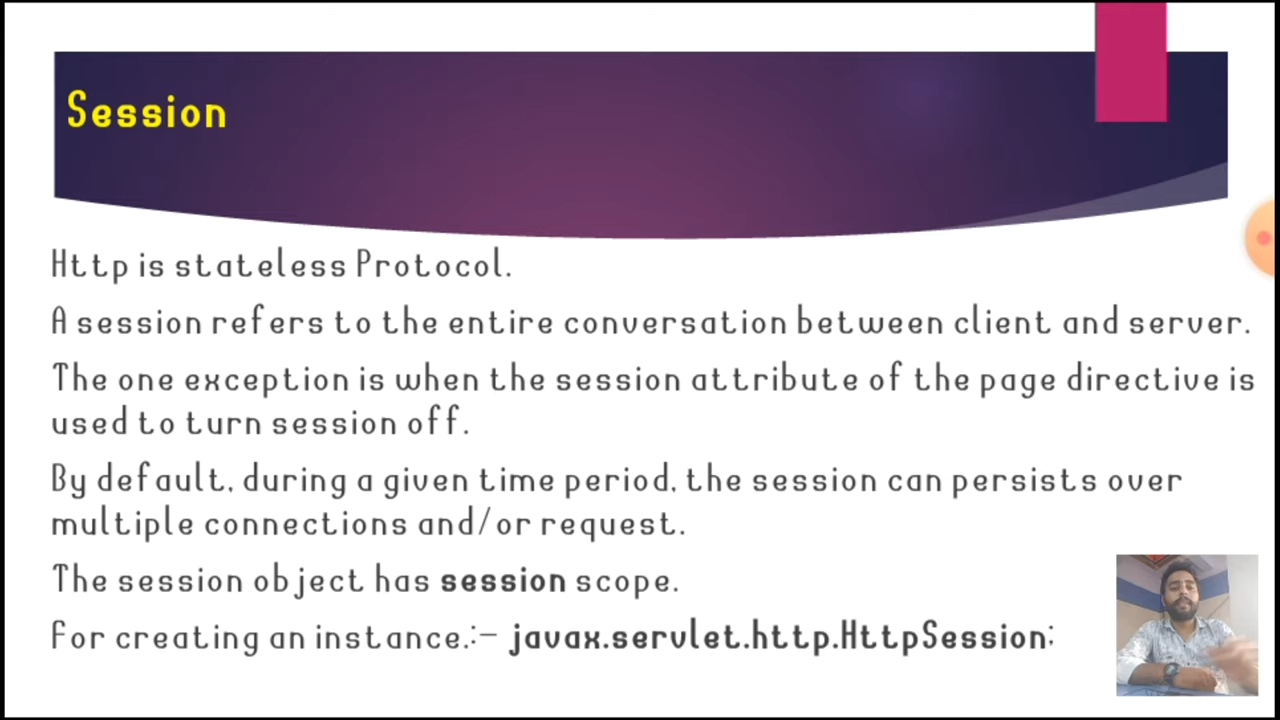 Session
Http is stateless Protocol.
A session refers to the entire conversation between client and server.
The one exception is when the session attribute of the page directive is
used to turn session off.
By default, during a given time period, the session can persists over
multiple connections and/or request.
The session object has session scope.
For creating an instance.:- javax.servlet.http.HttpSession;